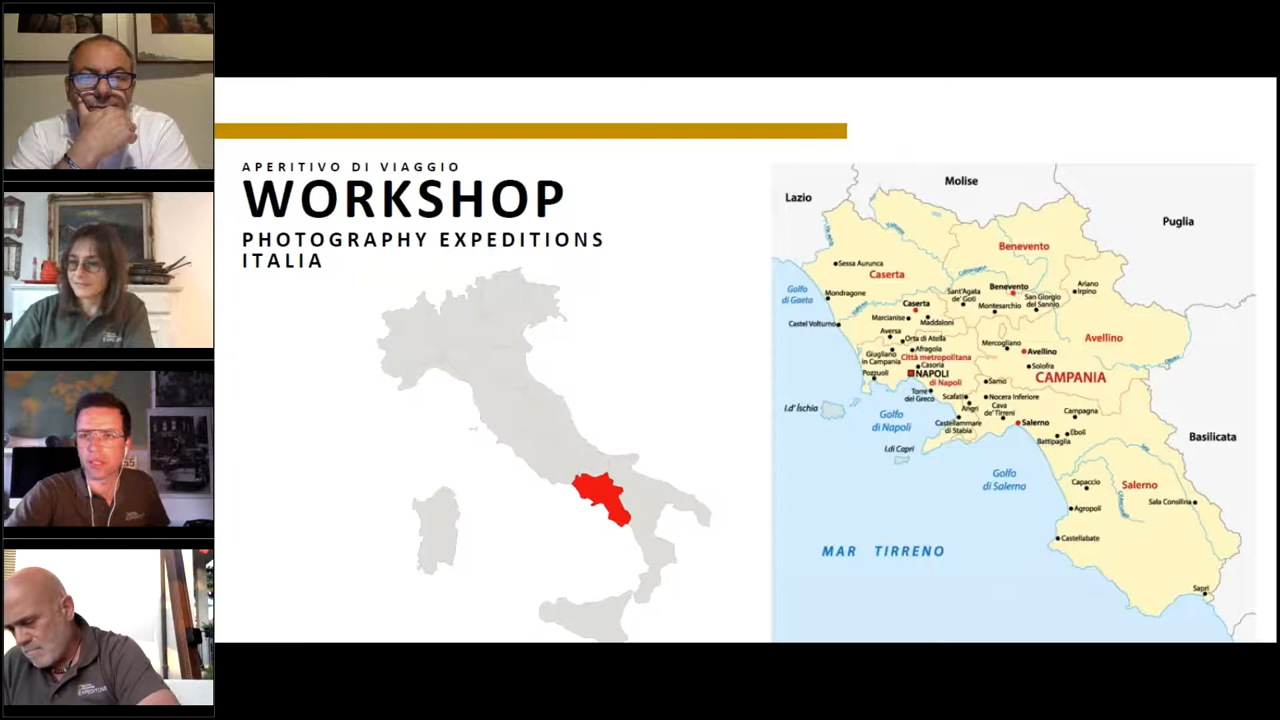 APERITIVO DI VIAGGIO
WORKSHOP
PHOTOGRAPHY EXPEDITIONS
ITALIA
Lazio
Molise
Puglia
Basilicata
Benevento
Caserta
Sessa Aurunca
Golfo
di Gaeta
Mondragone
Castel Volturno
Caserta
Marcianise
Maddaloni
Sant'Agata
de' Goti
Benevento
Montesarchio
San Giorgio
del Sannio
Ariano
Irpino
Aversa
Orta di Atella
Giugliano
in Campania
Afragola
Città metropolitana
Casoria
NAPOLI
di Napoli
Pozzuoli
Mercogliano
Avellino
Avellino
Solofra
CAMPANIA
Torre
del Greco
Sarno
Scafati
Nocera Inferiore
Angri
Cava
de' Tirreni
Castellammare
di Stabia
Salerno
Campagna
Eboli
Battipaglia
I.d' Ischia
Golfo
di Napoli
I.di Capri
Golfo
di Salerno
Capaccio
Salerno
Sala Consilina
Agropoli
Castellabate
Sapri
MAR TIRRENO